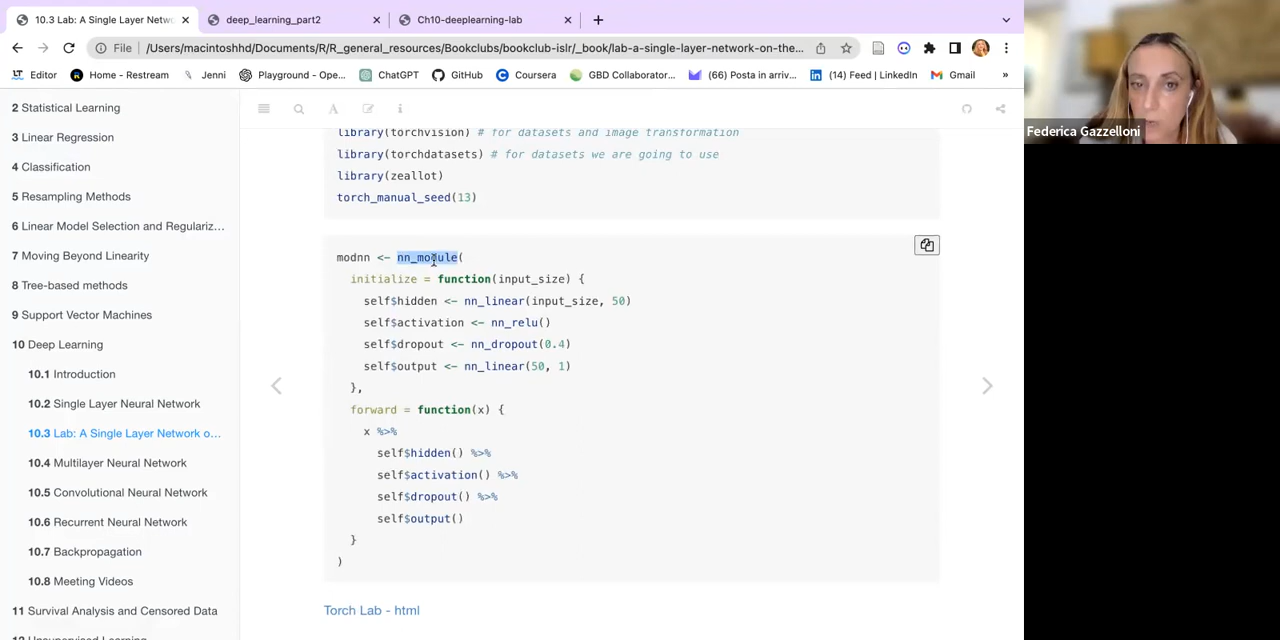 10.3 Lab: A Single Layer Netwo
deep_learning_part2
Ch10-deeplearning-lab
File
/Users/macintoshhd/Documents/R/R_general_resources/Bookclubs/bookclub-islr/_book/lab-a-single-layer-network-on-the...
Editor
Home - Restream
Jenni
Playground - Ope...
ChatGPT
GitHub
Coursera
GBD Collaborator...
(66) Posta in arriv...
(14) Feed | LinkedIn
Gmail
»
Federica Gazzelloni
2 Statistical Learning
3 Linear Regression
4 Classification
5 Resampling Methods
6 Linear Model Selection and Regulariz...
7 Moving Beyond Linearity
8 Tree-based methods
9 Support Vector Machines
10 Deep Learning
10.1 Introduction
10.2 Single Layer Neural Network
10.3 Lab: A Single Layer Network o...
10.4 Multilayer Neural Network
10.5 Convolutional Neural Network
10.6 Recurrent Neural Network
10.7 Backpropagation
10.8 Meeting Videos
11 Survival Analysis and Censored Data
library(torchvision) # for datasets and image transformation
library(torchdatasets) # for datasets we are going to use
library(zeallot)
torch_manual_seed(13)
modnn <- nn_module(
initialize = function(input_size) {
self$hidden <- nn_linear(input_size, 50)
self$activation <- nn_relu()
self$dropout <- nn_dropout(0.4)
self$output <- nn_linear(50, 1)
},
forward = function(x) {
x %>%
self$hidden() %>%
self$activation() %>%
self$dropout() %>%
self$output()
}
)
Torch Lab - html